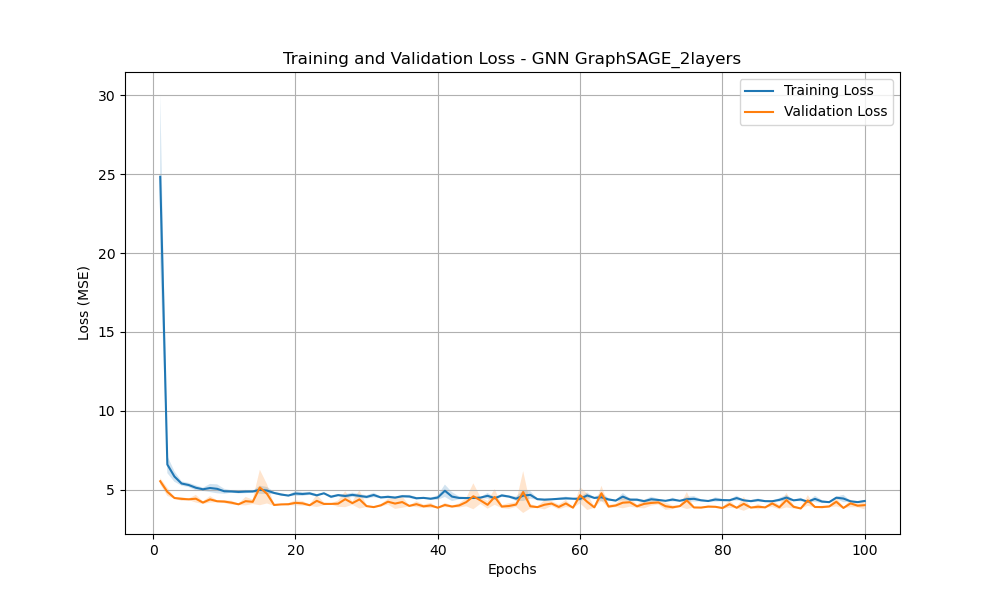 Training and Validation Loss - GNN GraphSAGE_2layers
Training Loss
Validation Loss
30
25
20
15
10
5
Loss (MSE)
0
20
40
60
80
100
Epochs